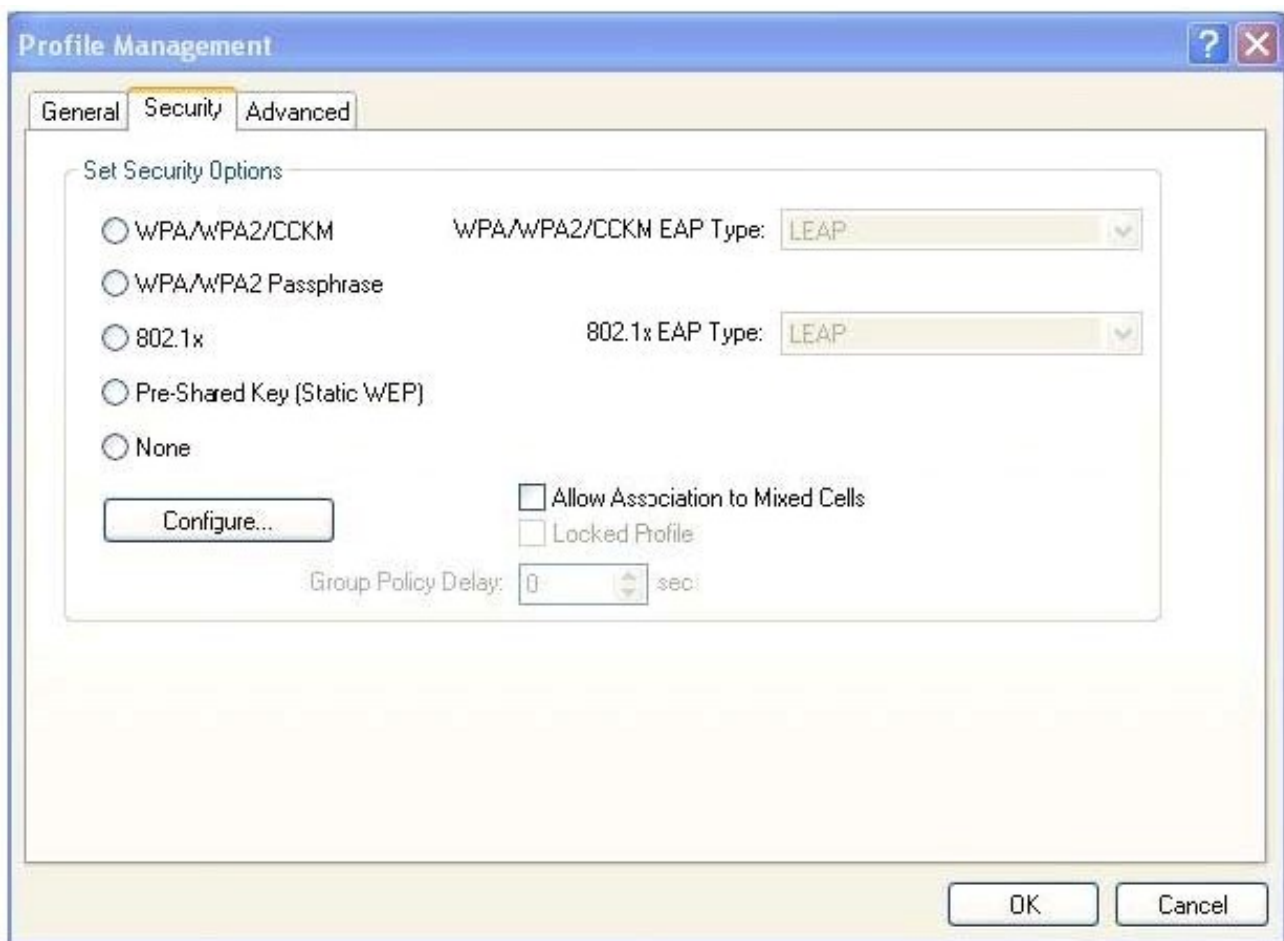 Profile Management
General Security Advanced
Set Security Options
WPA/WPA2/CCKM WPA/WPA2/CCKM EAP Type: LEAP
WPA/WPA2 Passphrase
802.1x 802.1x EAP Type: LEAP
Pre-Shared Key (Static WEP)
None
Configure... Allow Association to Mixed Cells
Locked Profile
Group Policy Delay: 0 sec
OK Cancel